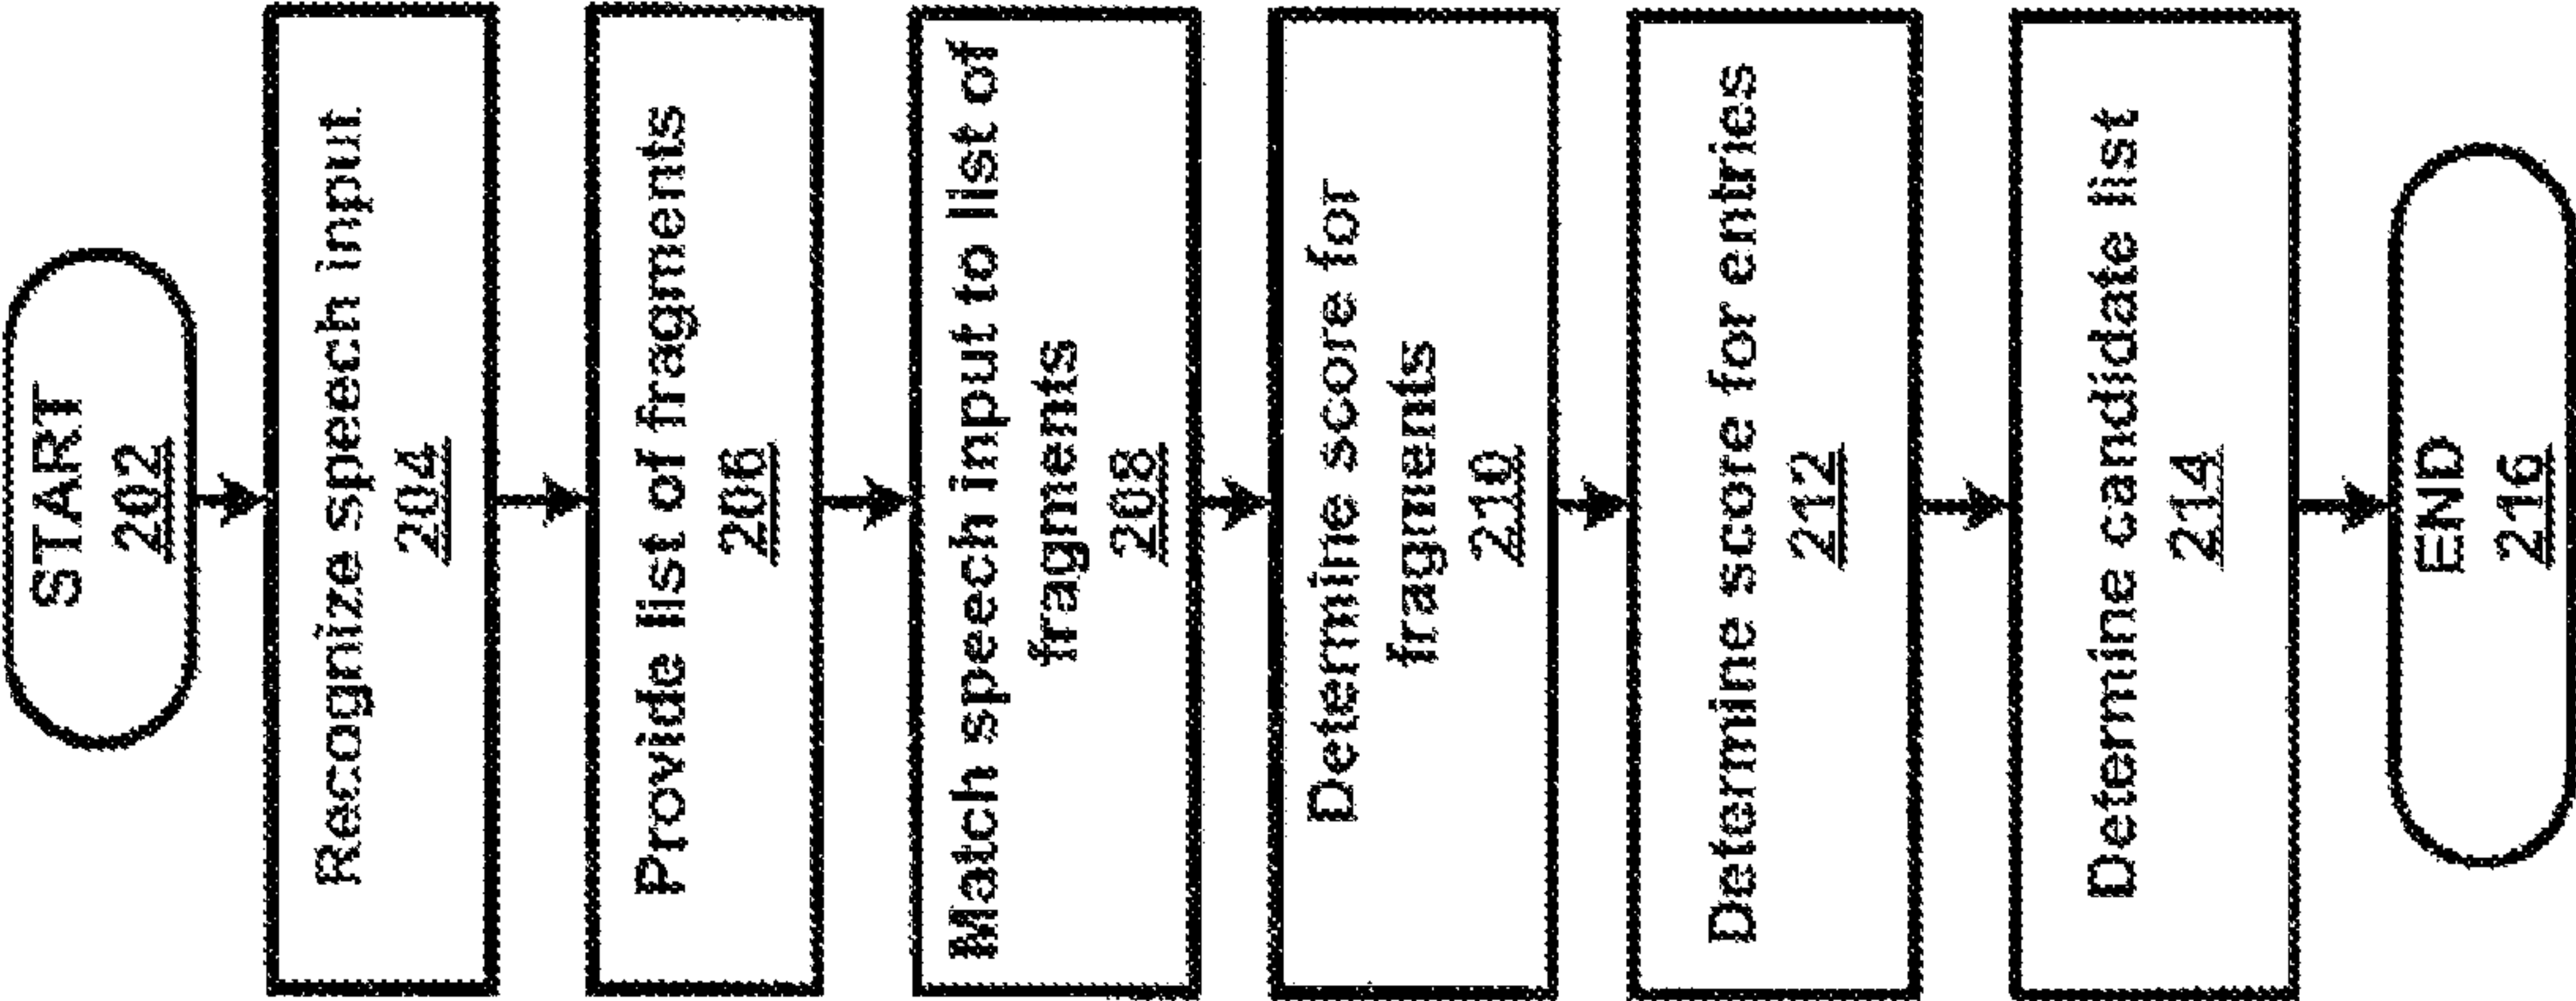 START
202
Recognize speech input
204
Provide list of fragments
206
Match speech input to list of
fragments
208
Determine score for
fragments
210
Determine score for entries
212
Determine candidate list
214
END
216